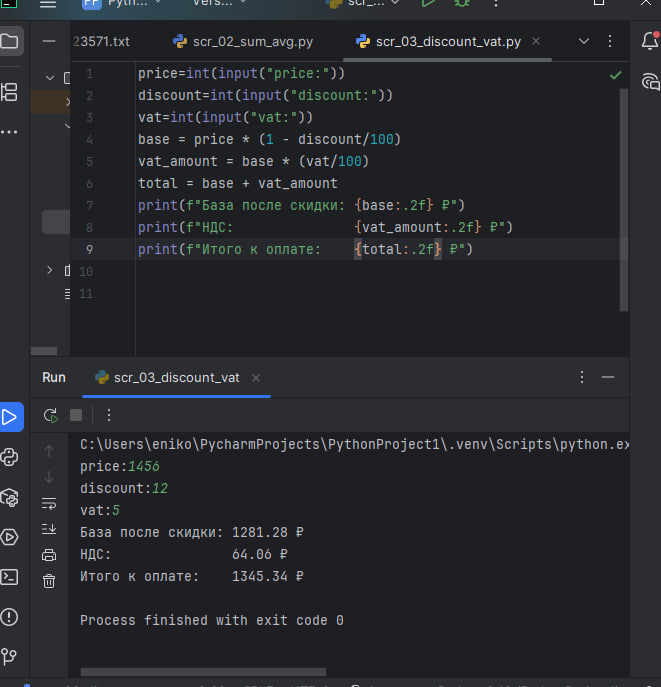 PP Pyth... Vers... scr_...
23571.txt scr_02_sum_avg.py scr_03_discount_vat.py
1 price=int(input("price:"))
2 discount=int(input("discount:"))
3 vat=int(input("vat:"))
4 base = price * (1 - discount/100)
5 vat_amount = base * (vat/100)
6 total = base + vat_amount
7 print(f"База после скидки: {base:.2f} ₽")
8 print(f"НДС:               {vat_amount:.2f} ₽")
9 print(f"Итого к оплате:    {total:.2f} ₽")
10
11
Run scr_03_discount_vat
C:\Users\eniko\PycharmProjects\PythonProject1\.venv\Scripts\python.ex
price:1456
discount:12
vat:5
База после скидки: 1281.28 ₽
НДС:               64.06 ₽
Итого к оплате:    1345.34 ₽
Process finished with exit code 0